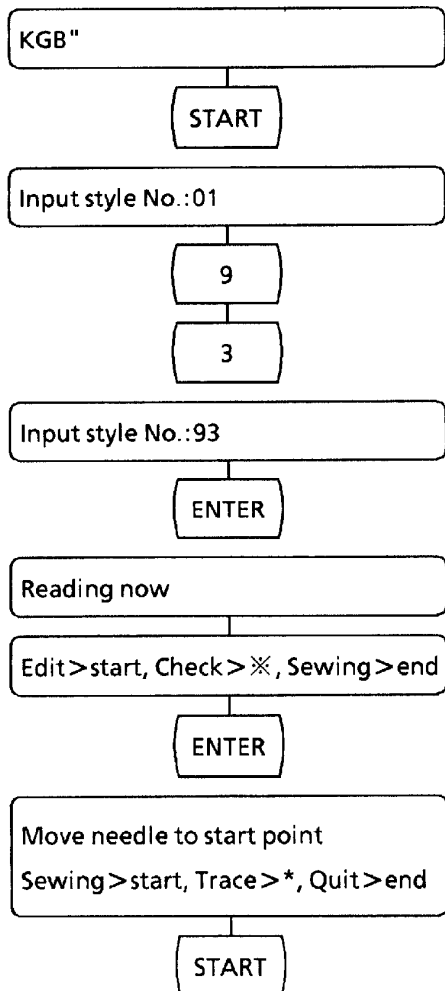 KGB"
START
Input style No.:01
9
3
Input style No.:93
ENTER
Reading now
Edit>start, Check>※, Sewing>end
ENTER
Move needle to start point
Sewing>start, Trace>*, Quit>end
START